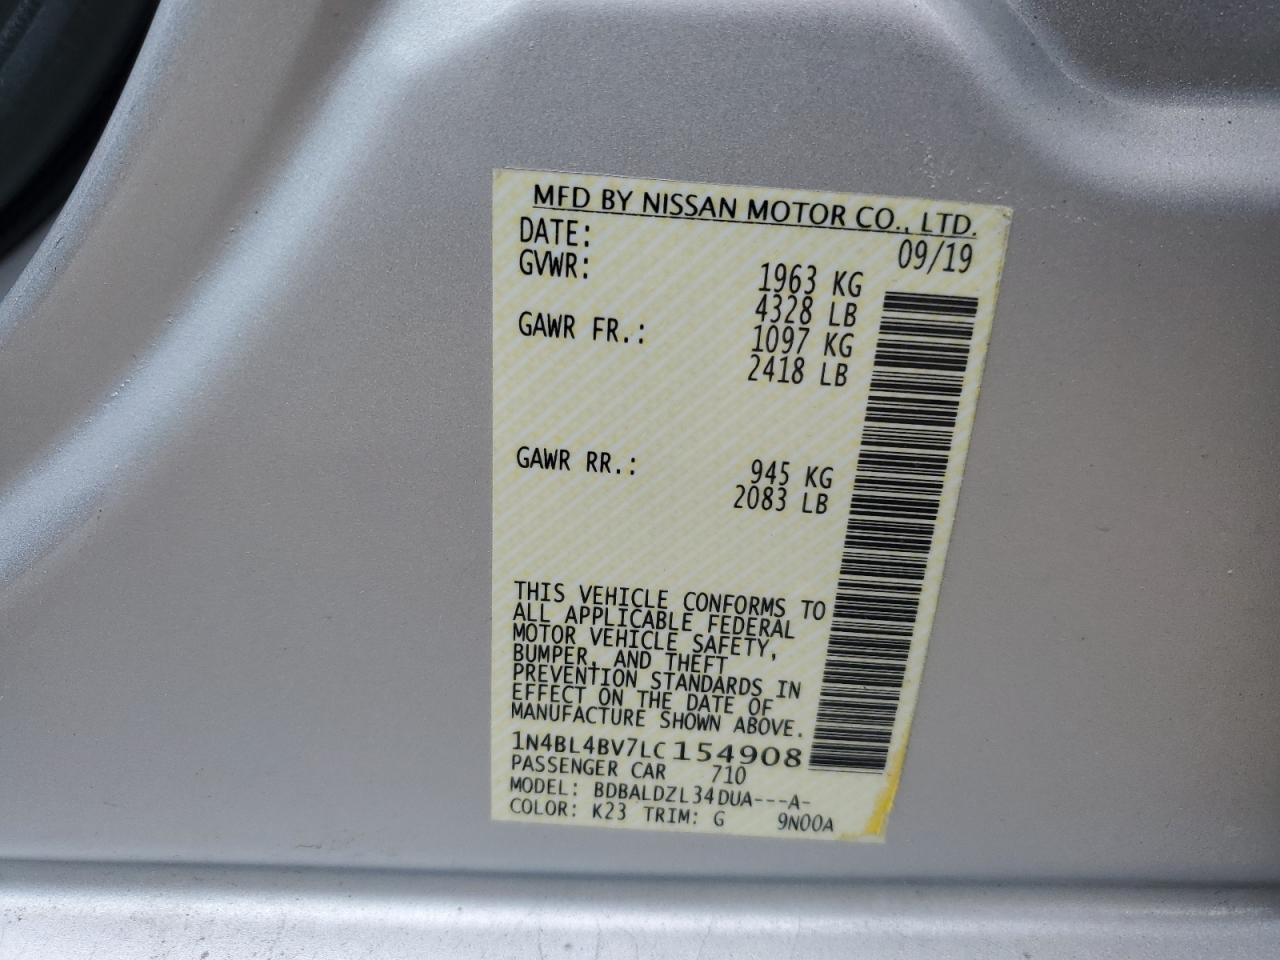 MFD BY NISSAN MOTOR CO., LTD.
DATE: 09/19
GVWR: 1963 KG
4328 LB
GAWR FR.: 1097 KG
2418 LB
GAWR RR.: 945 KG
2083 LB
THIS VEHICLE CONFORMS TO
ALL APPLICABLE FEDERAL
MOTOR VEHICLE SAFETY,
BUMPER, AND THEFT
PREVENTION STANDARDS IN
EFFECT ON THE DATE OF
MANUFACTURE SHOWN ABOVE.
1N4BL4BV7LC154908
PASSENGER CAR 710
MODEL: BDBALDZL34DUA---A-
COLOR: K23 TRIM: G 9N00A